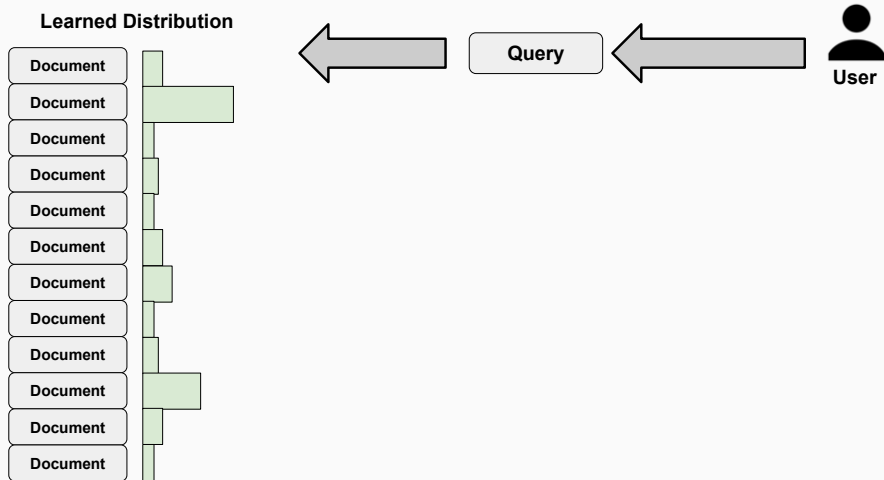 Learned Distribution
Query
User
Document
Document
Document
Document
Document
Document
Document
Document
Document
Document
Document
Document